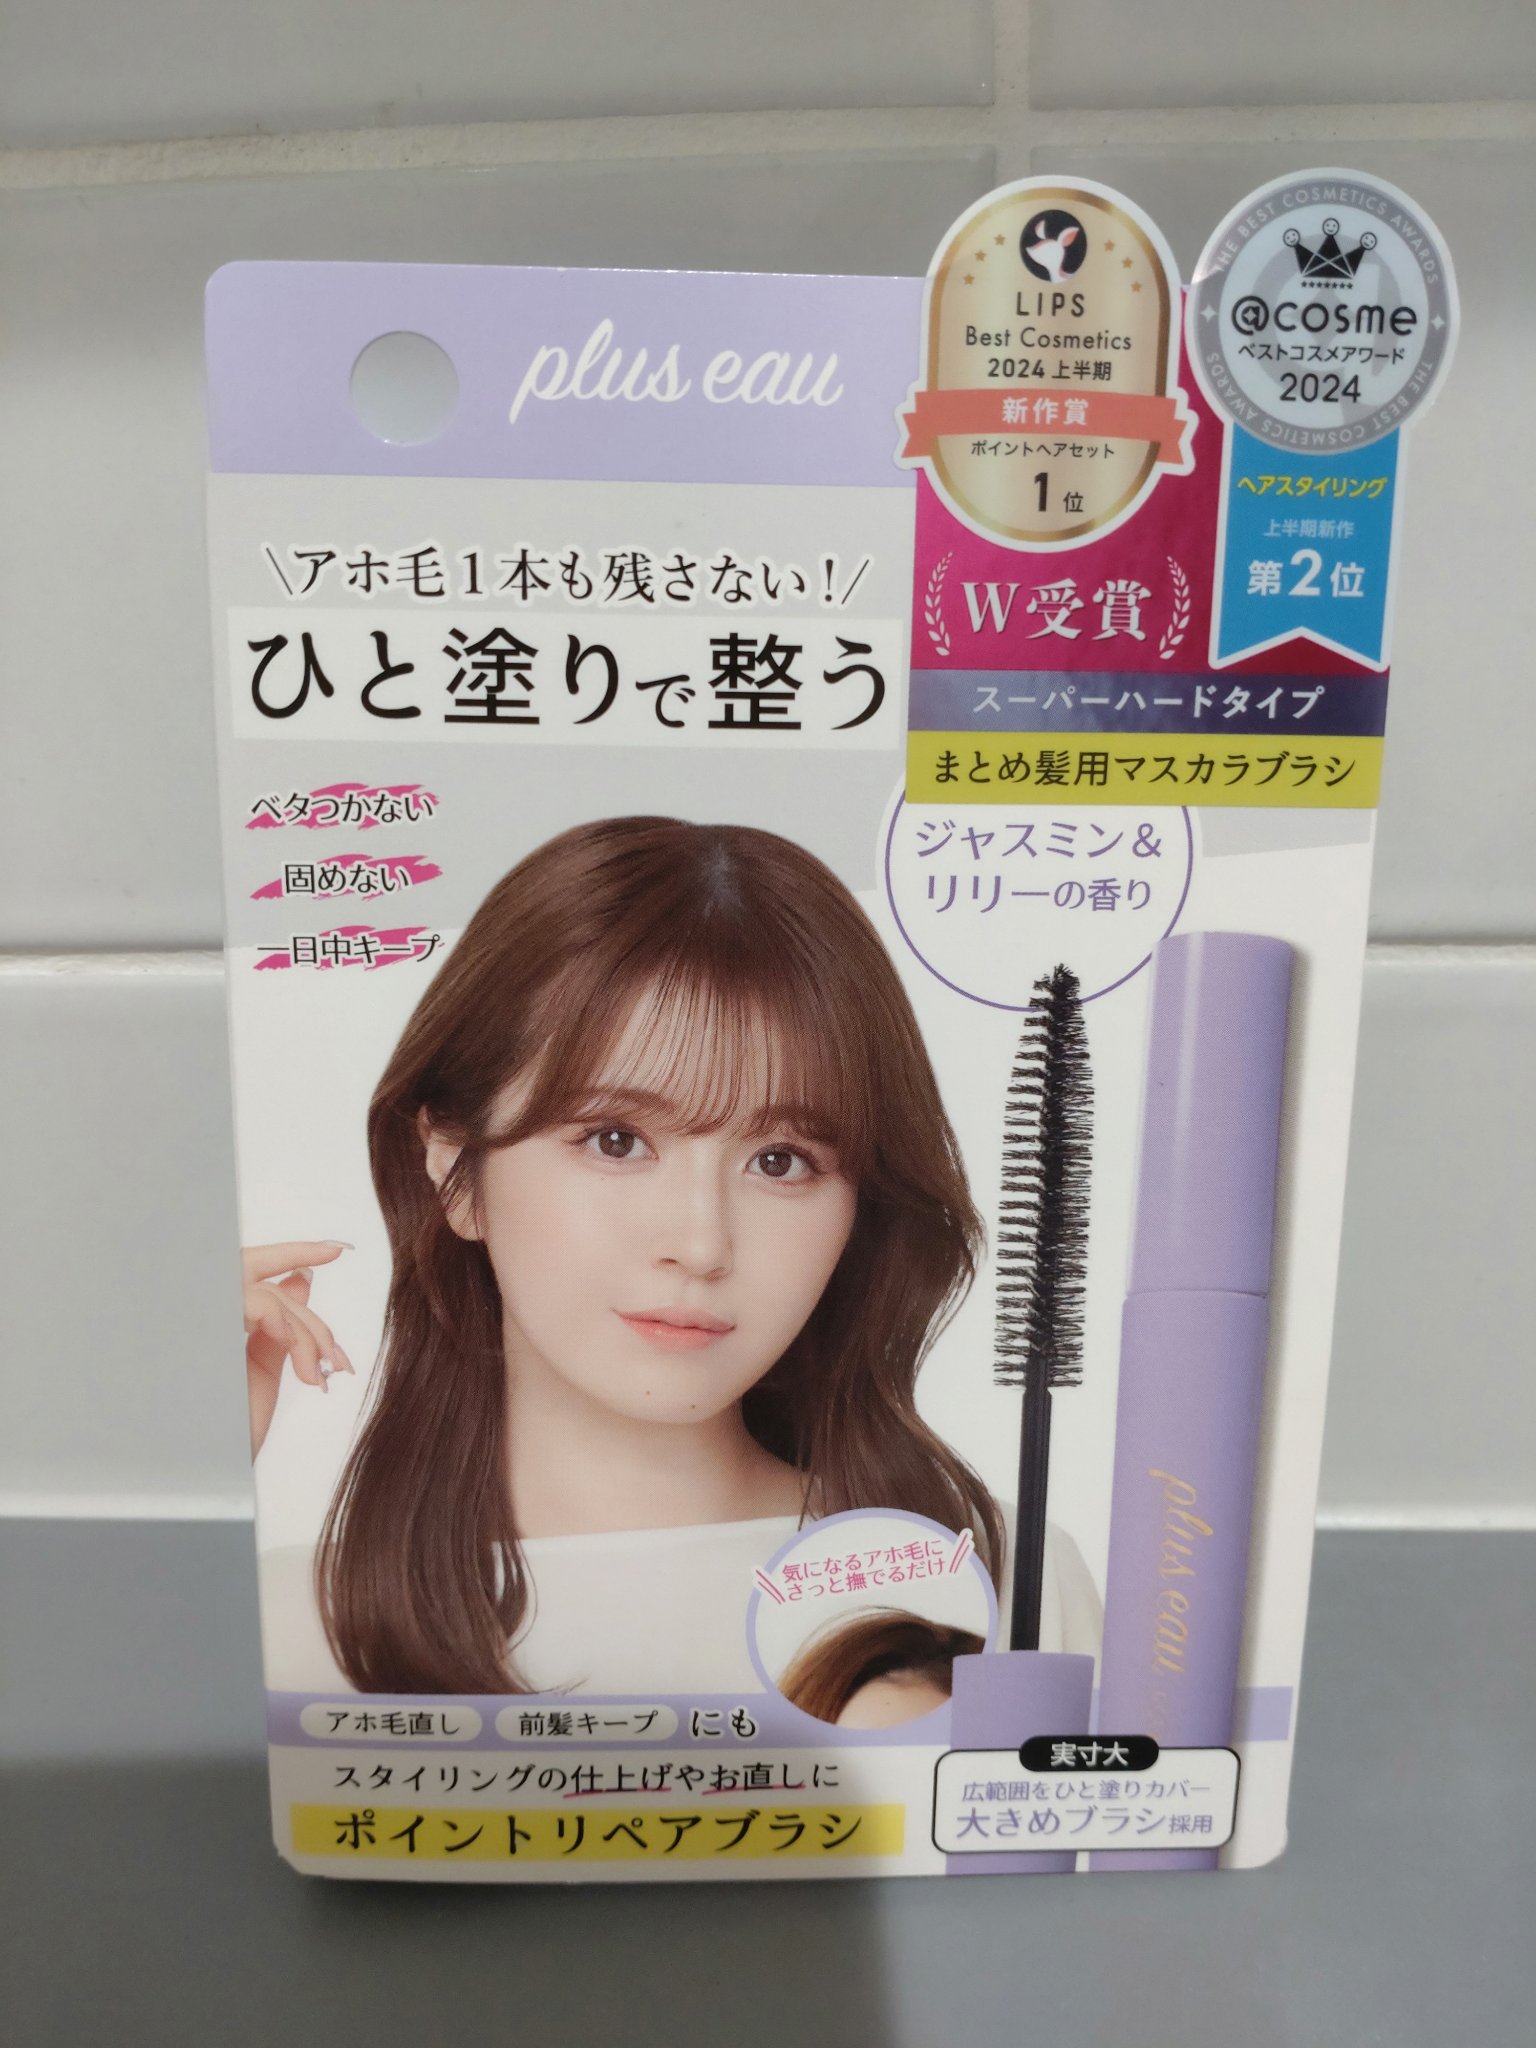 plus eau
LIPS
Best Cosmetics
2024 上半期
新作賞
ポイントヘアセット
1位
THE BEST COSMETICS AWARDS
@cosme
ベストコスメアワード
2024
THE BEST COSMETICS AWARDS
ヘアスタイリング
上半期新作
第2位
W受賞
スーパーハードタイプ
まとめ髪用マスカラブラシ
\アホ毛1本も残さない!/
ひと塗りで整う
ベタつかない
固めない
一日中キープ
ジャスミン&
リリーの香り
plus eau
気になるアホ毛に
さっと撫でるだけ
アホ毛直し 前髪キープ にも
スタイリングの仕上げやお直しに
ポイントリペアブラシ
実寸大
広範囲をひと塗りカバー
大きめブラシ採用